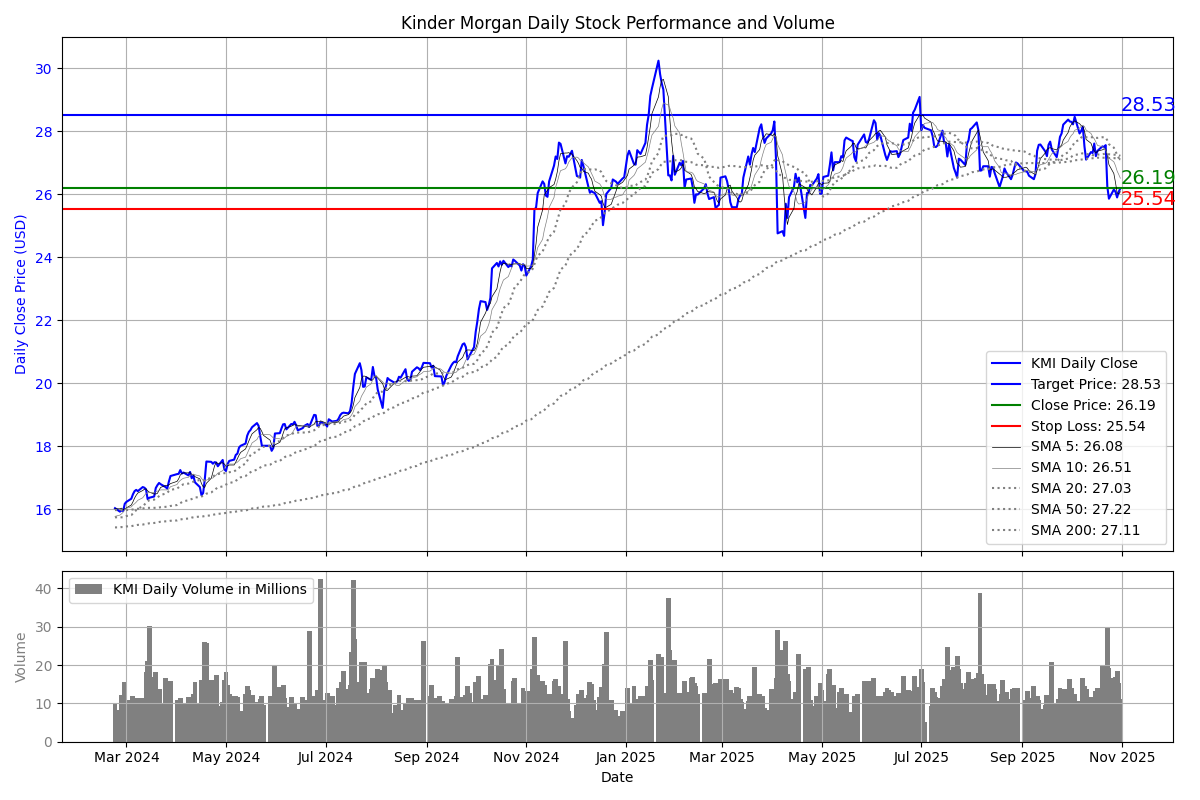 Kinder Morgan Daily Stock Performance and Volume
Daily Close Price (USD)
30
28
26
24
22
20
18
16
28.53
26.19
25.54
KMI Daily Close
Target Price: 28.53
Close Price: 26.19
Stop Loss: 25.54
SMA 5: 26.08
SMA 10: 26.51
SMA 20: 27.03
SMA 50: 27.22
SMA 200: 27.11
KMI Daily Volume in Millions
Volume
40
30
20
10
0
Mar 2024 May 2024 Jul 2024 Sep 2024 Nov 2024 Jan 2025 Mar 2025 May 2025 Jul 2025 Sep 2025 Nov 2025
Date